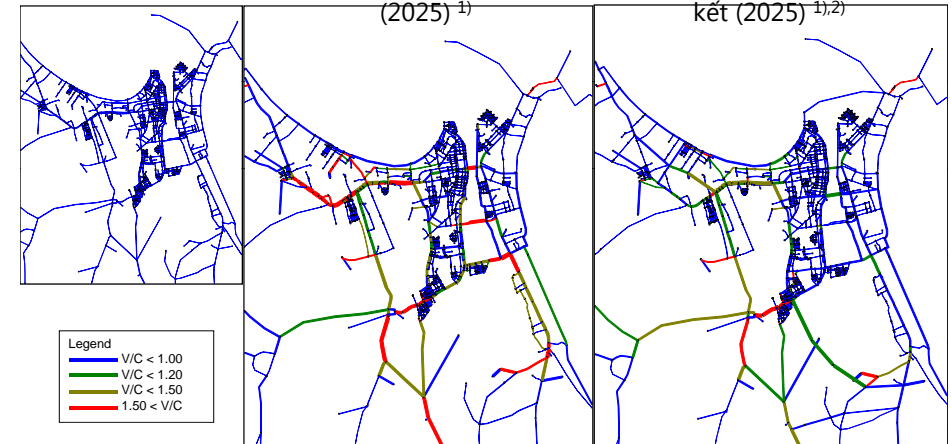 (2025) 1)
kết (2025) 1),2)
Legend
V/C < 1.00
V/C < 1.20
V/C < 1.50
1.50 < V/C